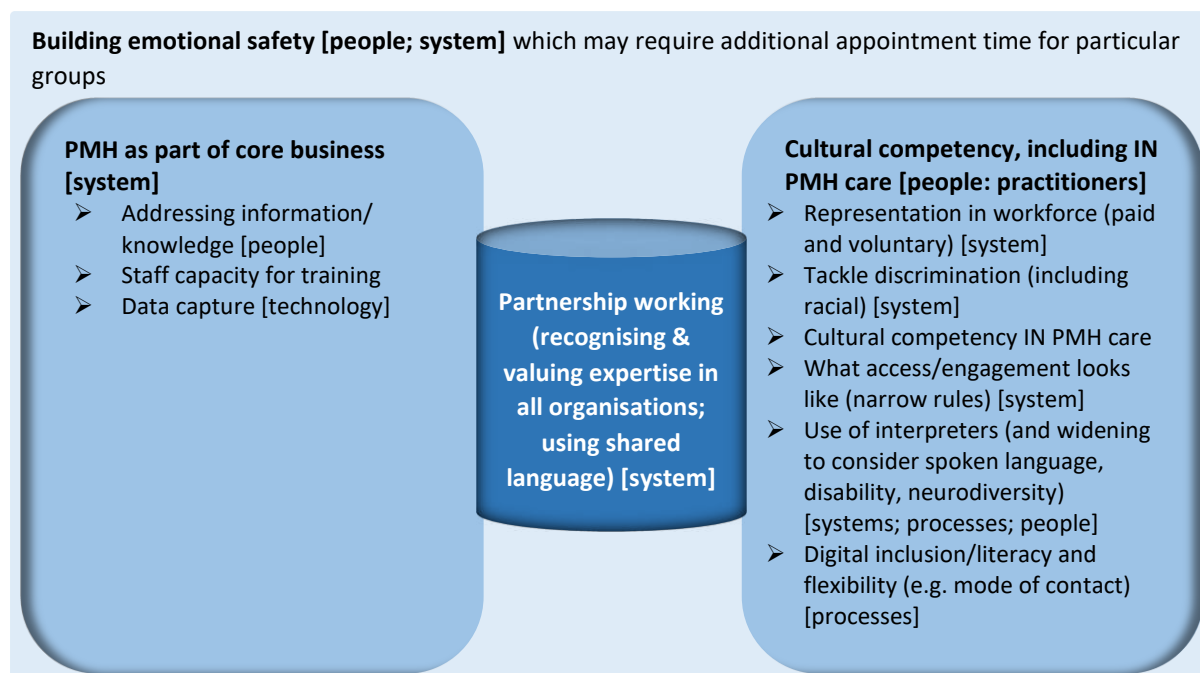 Building emotional safety [people; system] which may require additional appointment time for particular
groups
PMH as part of core business
[system]
➢ Addressing information/
knowledge [people]
➢ Staff capacity for training
➢ Data capture [technology]
Partnership working
(recognising &
valuing expertise in
all organisations;
using shared
language) [system]
Cultural competency, including IN
PMH care [people: practitioners]
➢ Representation in workforce (paid
and voluntary) [system]
➢ Tackle discrimination (including
racial) [system]
➢ Cultural competency IN PMH care
➢ What access/engagement looks
like (narrow rules) [system]
➢ Use of interpreters (and widening
to consider spoken language,
disability, neurodiversity)
[systems; processes; people]
➢ Digital inclusion/literacy and
flexibility (e.g. mode of contact)
[processes]